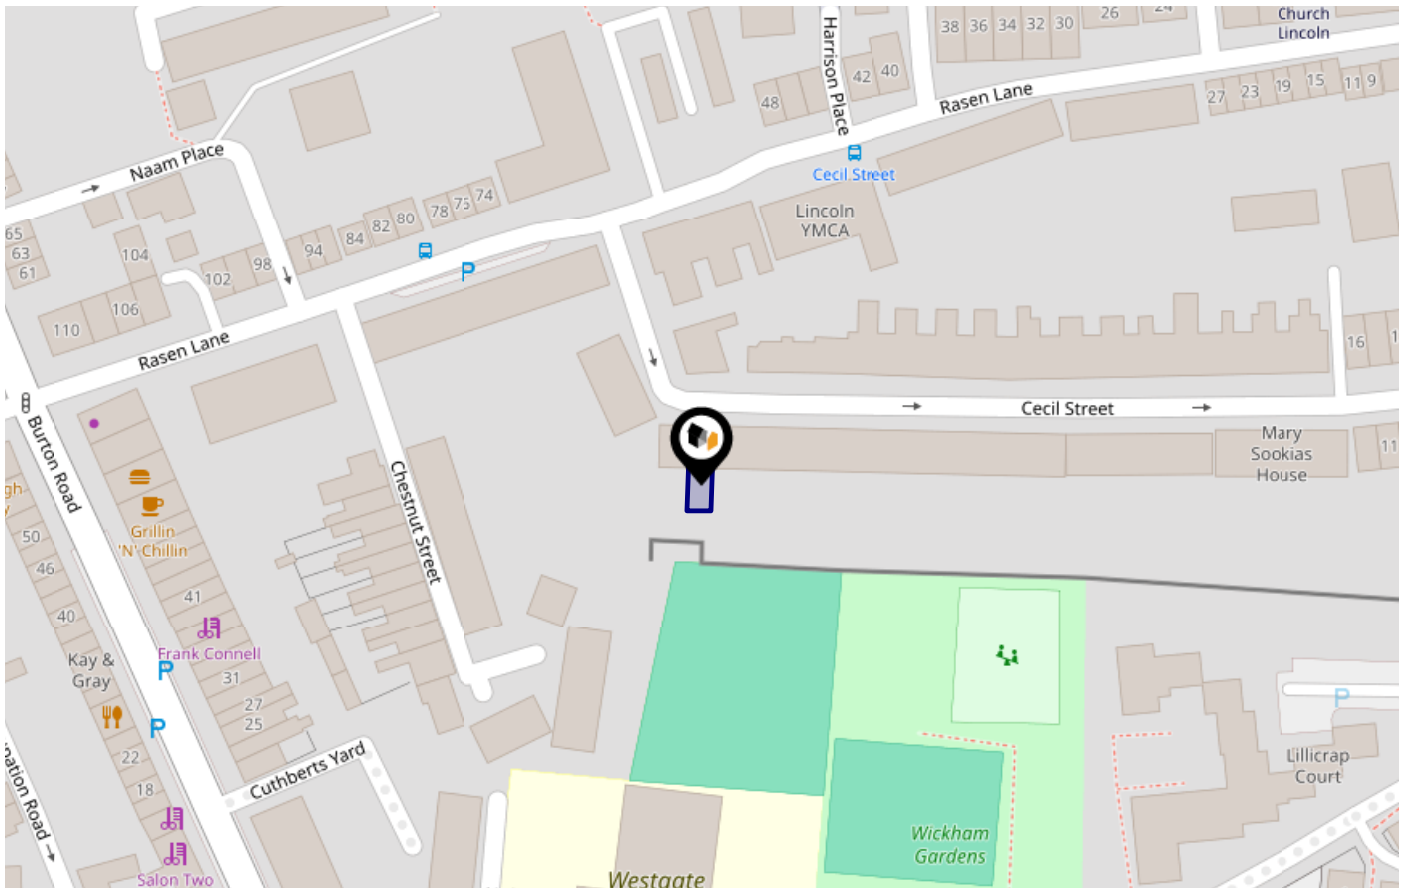 Church
Lincoln
38 36 34 32 30
26
24
Harrison Place
42 40
48
Rasen Lane
27 23 19 15 11 9
Naam Place
Cecil Street
Lincoln
YMCA
65
63
61
104
102
98
94
84
82
80
78
75
74
P
110
106
Rasen Lane
16
1
Cecil Street
Mary
Sookias
House
11
Burton Road
Chestnut Street
Grillin
'N' Chillin
gh
y
50
46
40
41
Frank Connell
Kay &
Gray
P
31
27
25
P
22
18
Cuthberts Yard
Salon Two
P
Lillicrap
Court
Wickham
Gardens
Westgate